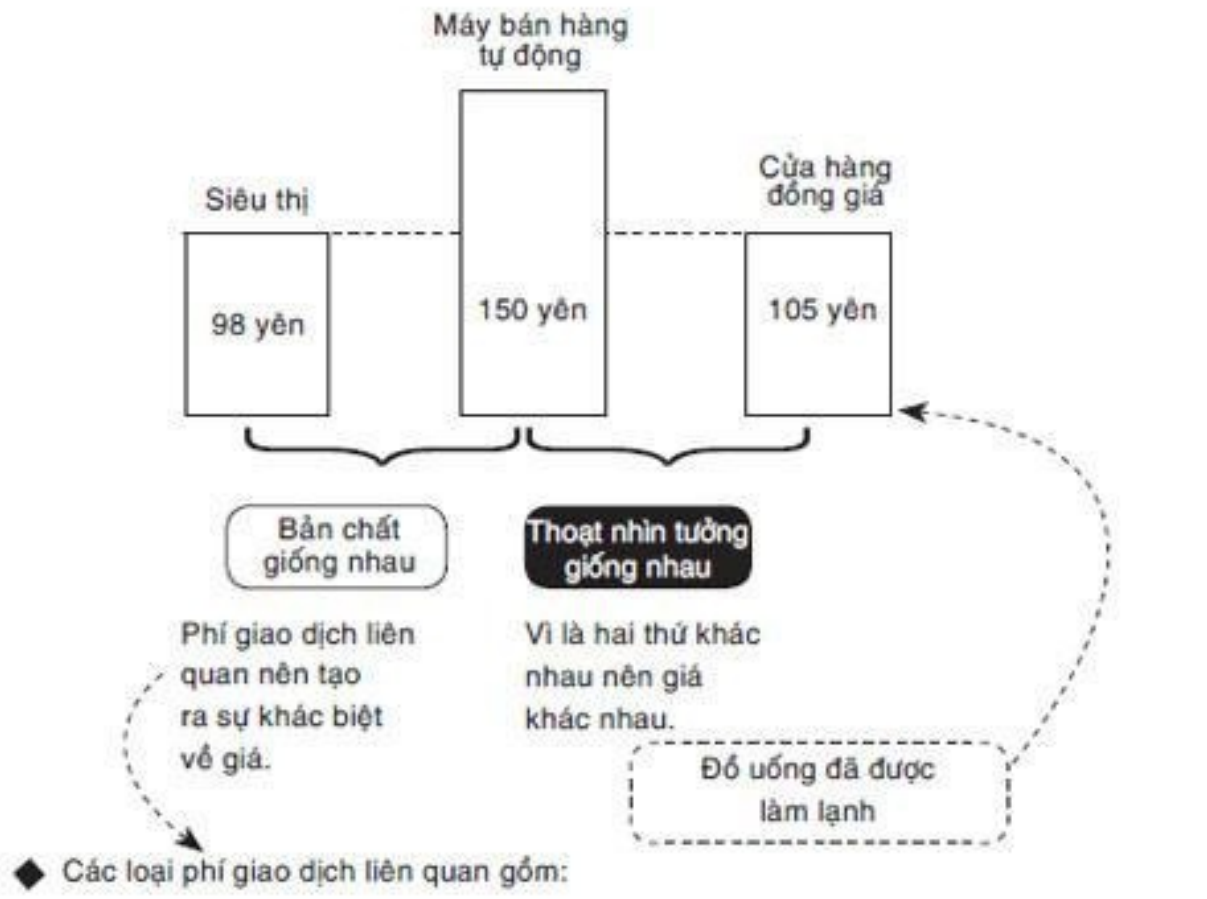 Máy bán hàng
tự động
Siêu thị
Cửa hàng
đồng giá
98 yên
150 yên
105 yên
Bản chất
giống nhau
Thoạt nhìn tưởng
giống nhau
Phí giao dịch liên
quan nên tạo
ra sự khác biệt
về giá.
Vì là hai thứ khác
nhau nên giá
khác nhau.
Đồ uống đã được
làm lạnh
◆ Các loại phí giao dịch liên quan gồm: